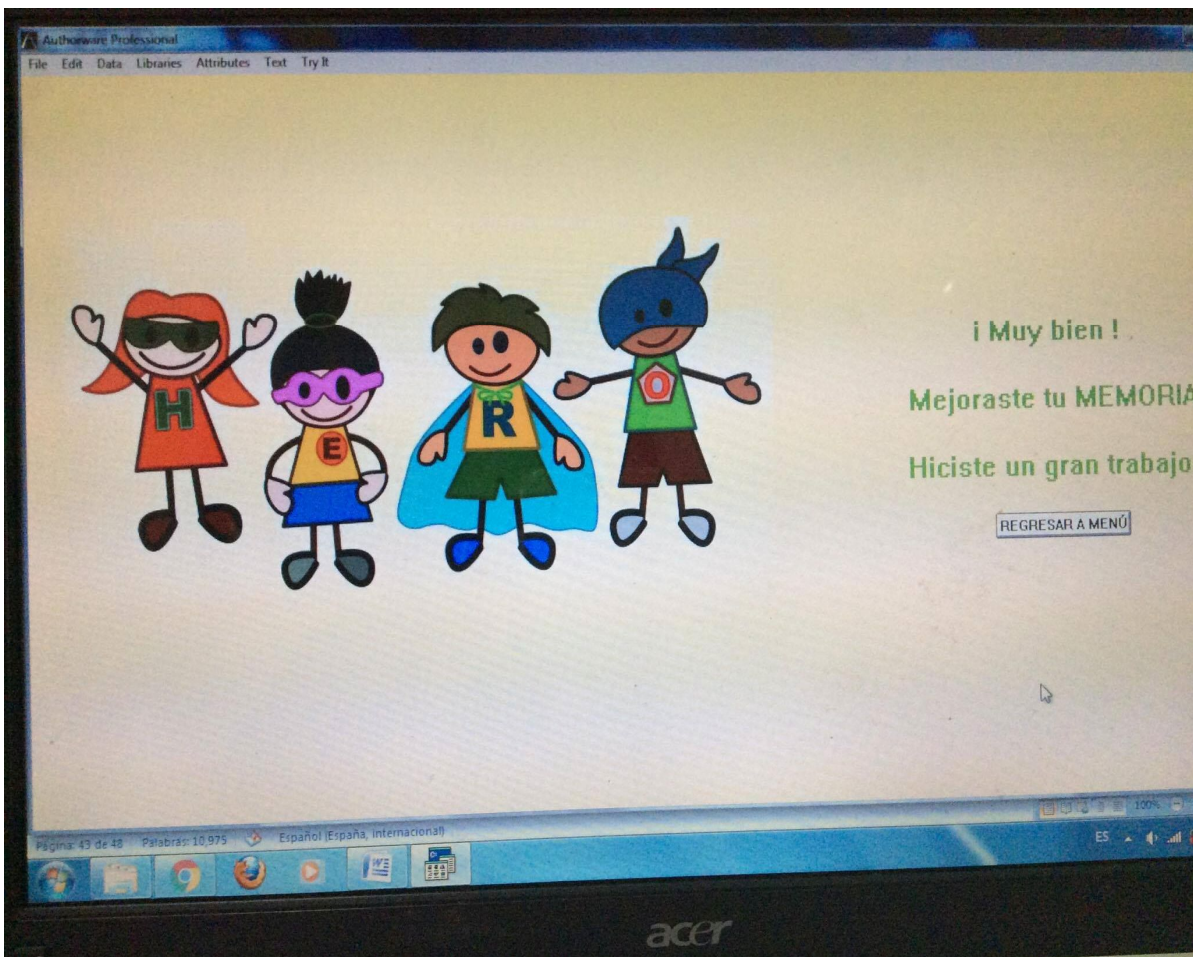 Authorware Professional
File Edit Data Libraries Attributes Text Try It
H
E
R
O
¡ Muy bien !
Mejoraste tu MEMORIA
Hiciste un gran trabajo
REGRESAR A MENÚ
Página: 43 de 48 Palabras: 10,975 Español (España, internacional) 100%
ES
acer